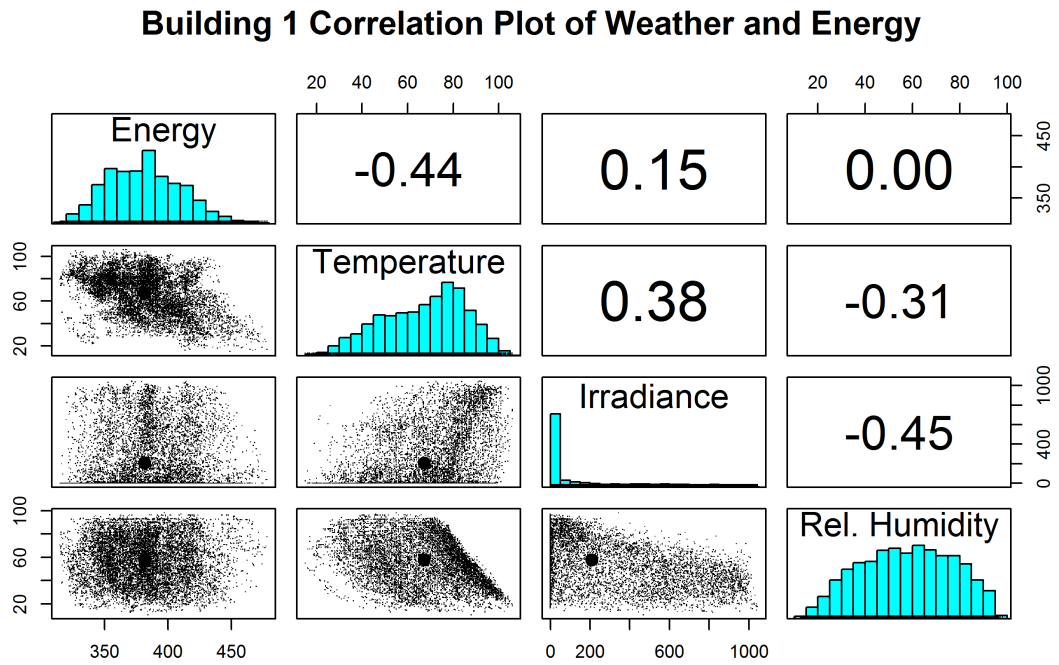 Building 1 Correlation Plot of Weather and Energy
20 40 60 80 100
20 40 60 80 100
Energy
-0.44
0.15
0.00
350 450
20 60 100
Temperature
0.38
-0.31
Irradiance
-0.45
0 400 1000
20 60 100
Rel. Humidity
350 400 450
0 200 600 1000